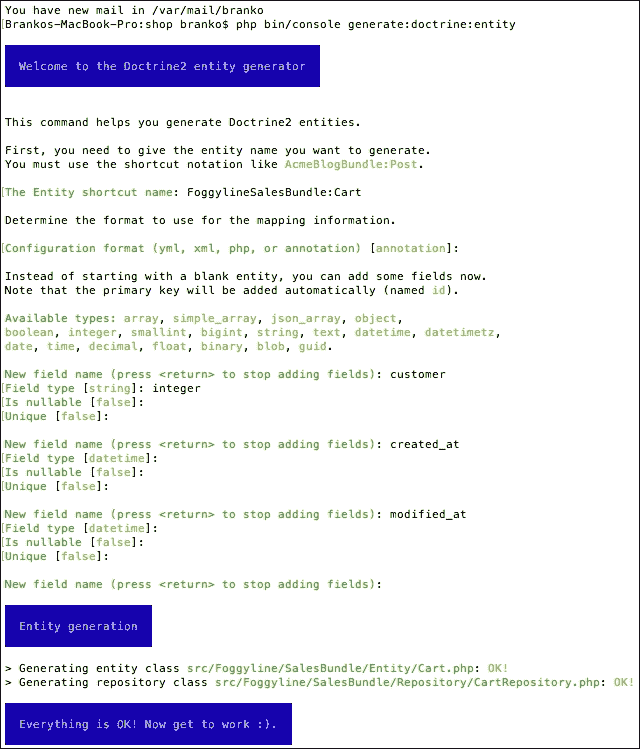 You have new mail in /var/mail/branko
[Brankos-MacBook-Pro:shop branko$ php bin/console generate:doctrine:entity
Welcome to the Doctrine2 entity generator
This command helps you generate Doctrine2 entities.
First, you need to give the entity name you want to generate.
You must use the shortcut notation like AcmeBlogBundle:Post.
[The Entity shortcut name: FoggylineSalesBundle:Cart
Determine the format to use for the mapping information.
[Configuration format (yml, xml, php, or annotation) [annotation]:
Instead of starting with a blank entity, you can add some fields now.
Note that the primary key will be added automatically (named id).
Available types: array, simple_array, json_array, object,
boolean, integer, smallint, bigint, string, text, datetime, datetimetz,
date, time, decimal, float, binary, blob, guid.
New field name (press <return> to stop adding fields): customer
[Field type [string]: integer
[Is nullable [false]:
[Unique [false]:
New field name (press <return> to stop adding fields): created_at
[Field type [datetime]:
[Is nullable [false]:
[Unique [false]:
New field name (press <return> to stop adding fields): modified_at
[Field type [datetime]:
[Is nullable [false]:
[Unique [false]:
New field name (press <return> to stop adding fields):
Entity generation
> Generating entity class src/Foggyline/SalesBundle/Entity/Cart.php: OK!
> Generating repository class src/Foggyline/SalesBundle/Repository/CartRepository.php: OK!
Everything is OK! Now get to work :).